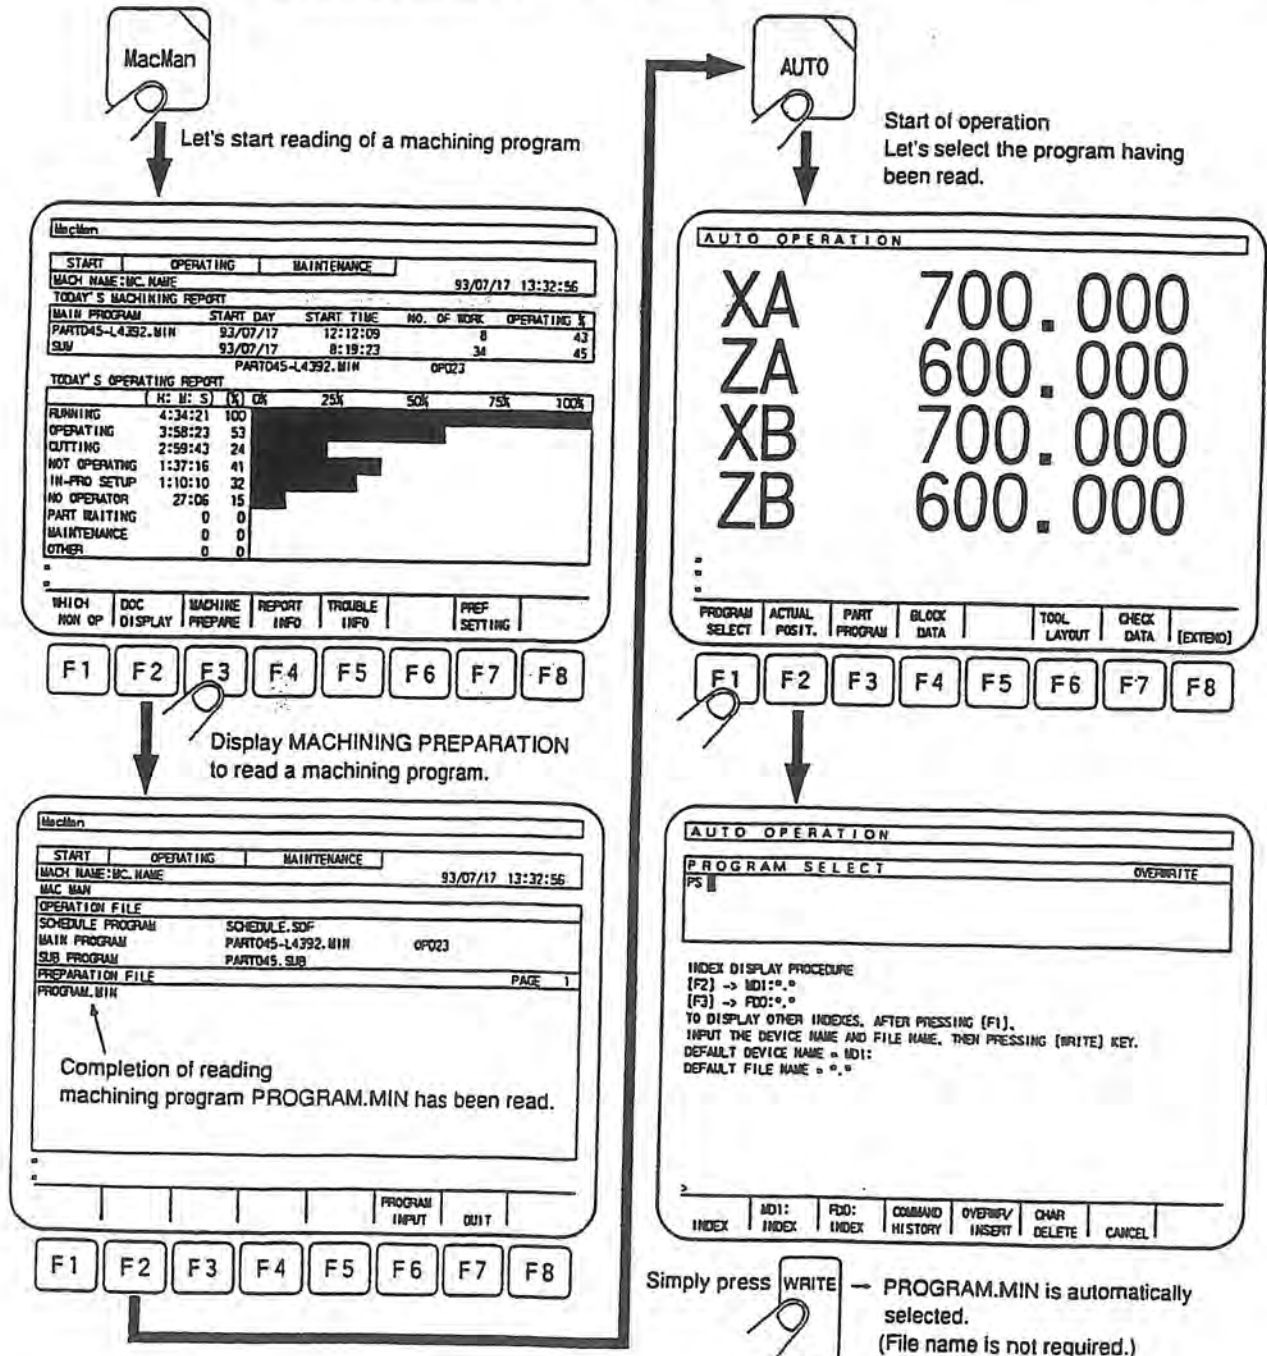 MacMan
Let's start reading of a machining program
MacMan
START OPERATING MAINTENANCE
MACH NAME:MC.NAME 93/07/17 13:32:56
TODAY'S MACHINING REPORT
MAIN PROGRAM START DAY START TIME NO. OF WORK OPERATING %
PART045-L4392.MIN 93/07/17 12:12:09 8 43
SUM 93/07/17 8:19:23 34 45
PART045-L4392.MIN OP023
TODAY'S OPERATING REPORT
( H: M: S) (%) 0% 25% 50% 75% 100%
RUNNING 4:34:21 100
OPERATING 3:58:23 53
CUTTING 2:59:43 24
NOT OPERATNG 1:37:16 41
IN-PRO SETUP 1:10:10 32
NO OPERATOR 27:06 15
PART WAITING 0 0
MAINTENANCE 0 0
OTHER 0 0
=
=
WHICH NON OP DOC DISPLAY MACHINE PREPARE REPORT INFO TROUBLE INFO PREF SETTING
F1 F2 F3 F4 F5 F6 F7 F8
Display MACHINING PREPARATION
to read a machining program.
MacMan
START OPERATING MAINTENANCE
MACH NAME:MC.NAME 93/07/17 13:32:56
MAC MAN
OPERATION FILE
SCHEDULE PROGRAM SCHEDULE.SDF
MAIN PROGRAM PART045-L4392.MIN OP023
SUB PROGRAM PART045.SUB
PREPARATION FILE PAGE 1
PROGRAM.MIN
Completion of reading
machining program PROGRAM.MIN has been read.
=
=
PROGRAM INPUT QUIT
F1 F2 F3 F4 F5 F6 F7 F8
AUTO
Start of operation
Let's select the program having
been read.
AUTO OPERATION
XA 700.000
ZA 600.000
XB 700.000
ZB 600.000
=
=
=
PROGRAM SELECT ACTUAL POSIT. PART PROGRAM BLOCK DATA TOOL LAYOUT CHECK DATA [EXTEND]
F1 F2 F3 F4 F5 F6 F7 F8
AUTO OPERATION
PROGRAM SELECT OVERWRITE
PS
INDEX DISPLAY PROCEDURE
[F2] -> MD1:*.*
[F3] -> FD0:*.*
TO DISPLAY OTHER INDEXES, AFTER PRESSING [F1],
INPUT THE DEVICE NAME AND FILE NAME, THEN PRESSING [WRITE] KEY.
DEFAULT DEVICE NAME = MD1:
DEFAULT FILE NAME = *.*
>
INDEX MD1: INDEX FD0: INDEX COMMAND HISTORY OVERWR/ INSERT CHAR DELETE CANCEL
Simply press WRITE → PROGRAM.MIN is automatically
selected.
(File name is not required.)